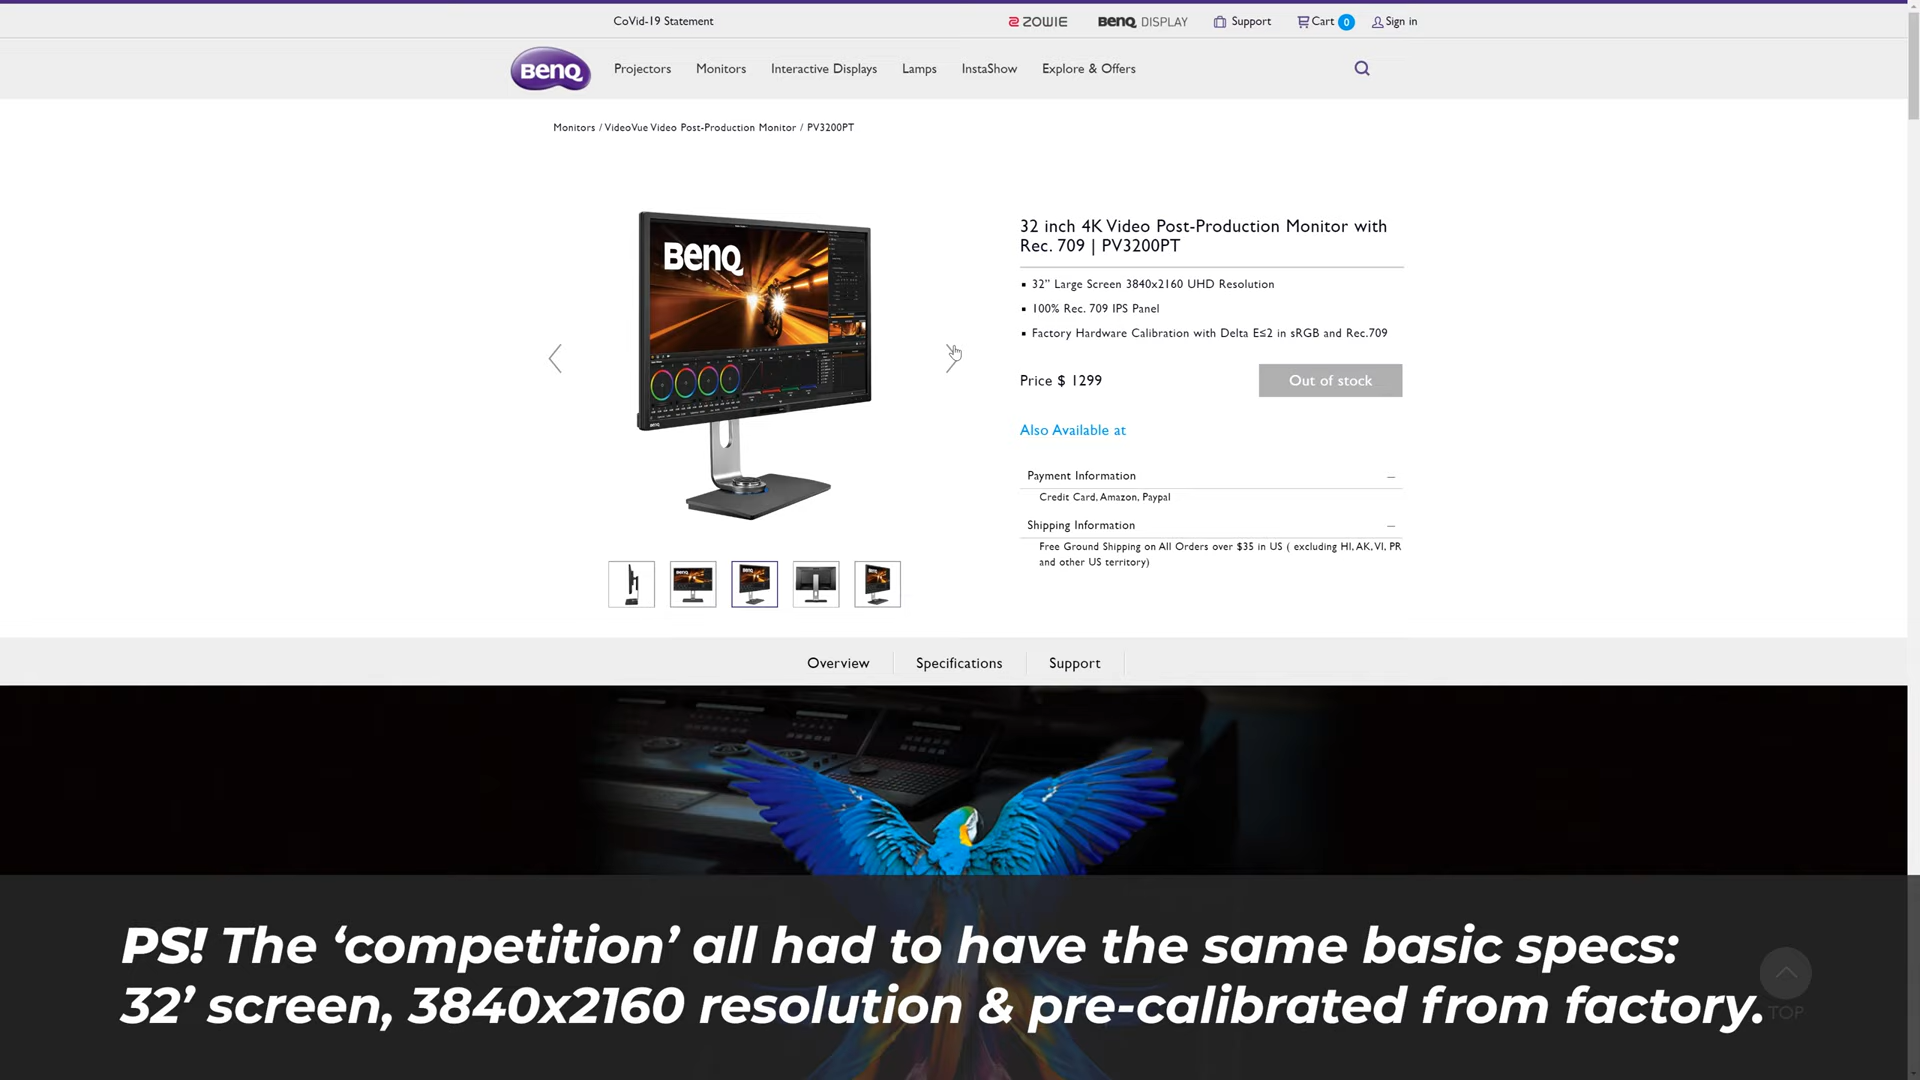 CoVid-19 Statement
ZOWIE
BenQ DISPLAY
Support
Cart 0
Sign in
BenQ
Projectors
Monitors
Interactive Displays
Lamps
InstaShow
Explore & Offers
Monitors / VideoVue Video Post-Production Monitor / PV3200PT
BenQ
32 inch 4K Video Post-Production Monitor with
Rec. 709 | PV3200PT
32” Large Screen 3840x2160 UHD Resolution
100% Rec. 709 IPS Panel
Factory Hardware Calibration with Delta E≤2 in sRGB and Rec.709
Price $ 1299
Out of stock
Also Available at
Payment Information
Credit Card, Amazon, Paypal
Shipping Information
Free Ground Shipping on All Orders over $35 in US ( excluding HI, AK, VI, PR
and other US territory)
Overview
Specifications
Support
PS! The ‘competition’ all had to have the same basic specs:
32’ screen, 3840x2160 resolution & pre-calibrated from factory.
TOP